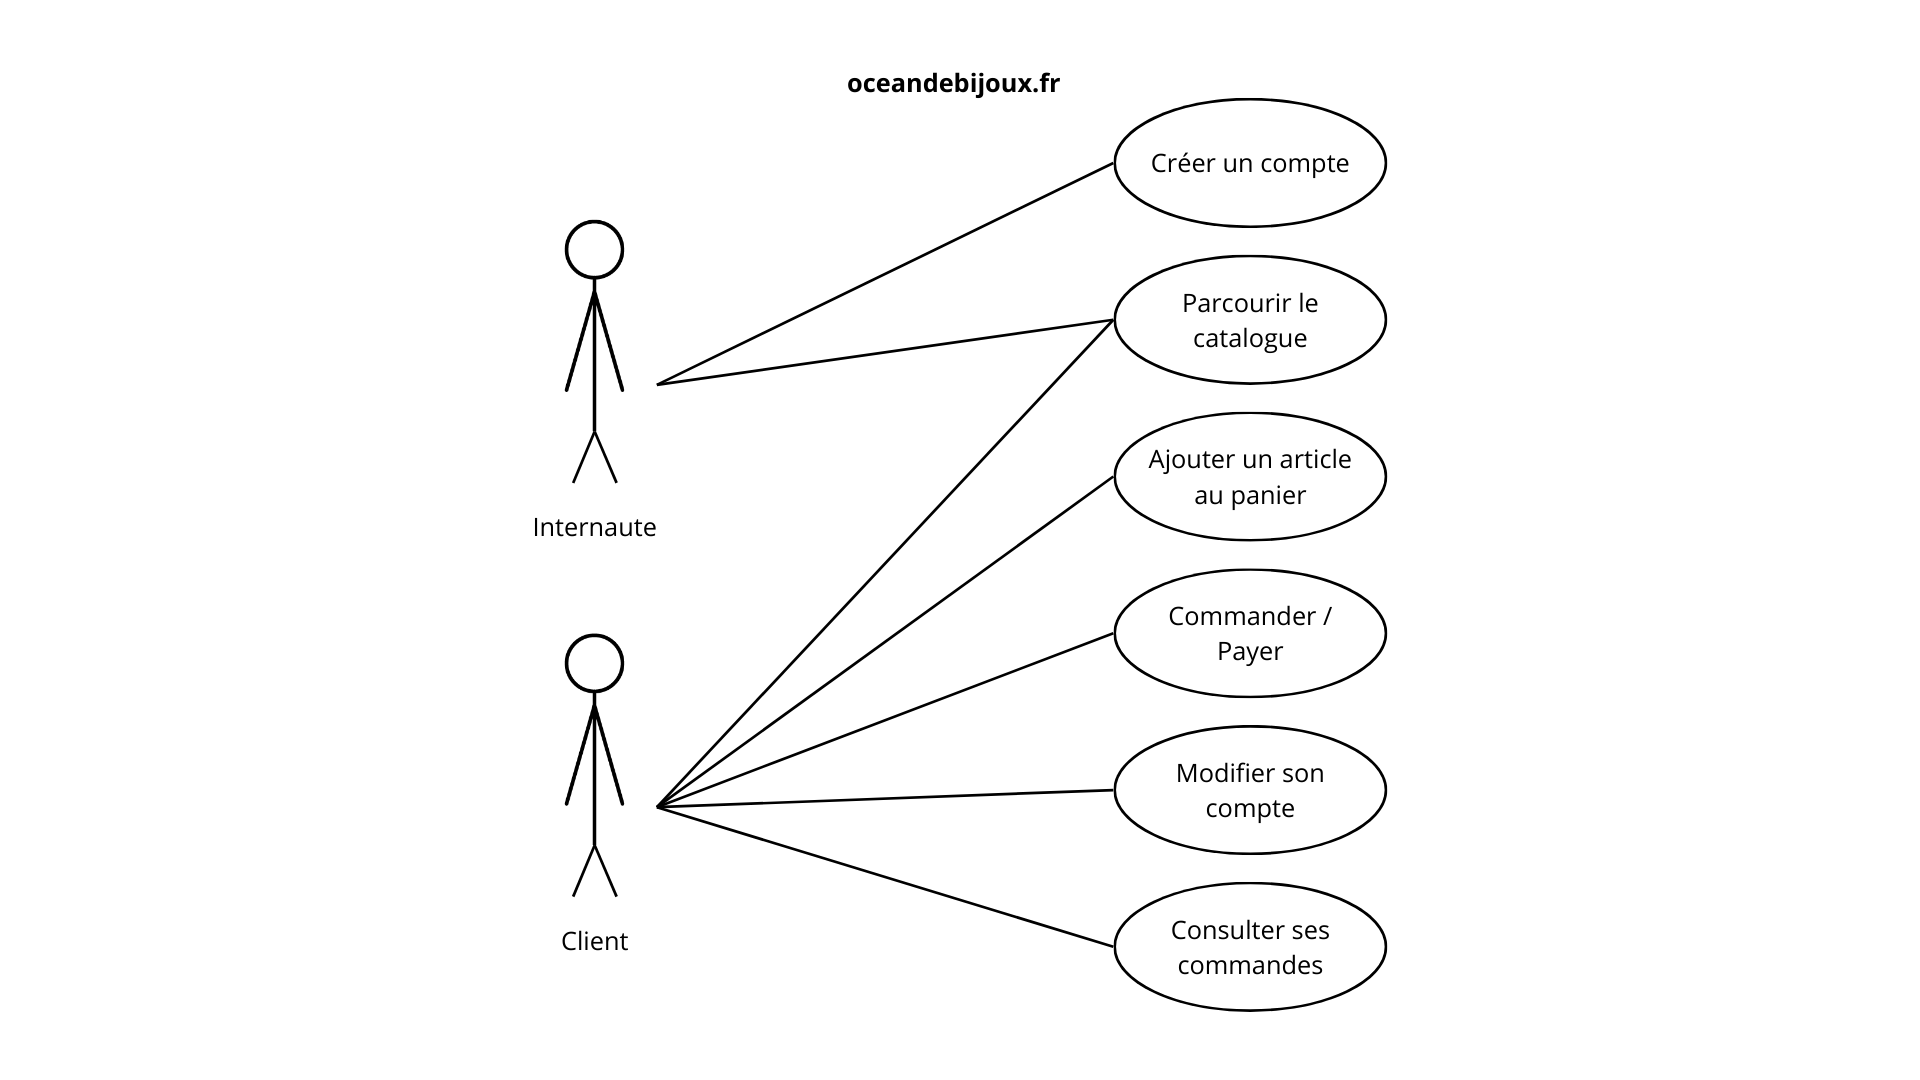 oceandebijoux.fr
Créer un compte
Parcourir le
catalogue
Ajouter un article
au panier
Internaute
Commander /
Payer
Modifier son
compte
Client
Consulter ses
commandes